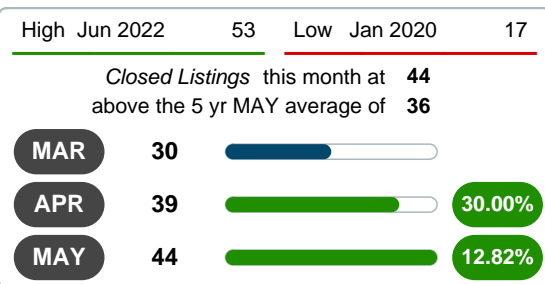 High Jun 2022 53 Low Jan 2020 17
Closed Listings this month at 44
above the 5 yr MAY average of 36
MAR 30
APR 39 30.00%
MAY 44 12.82%